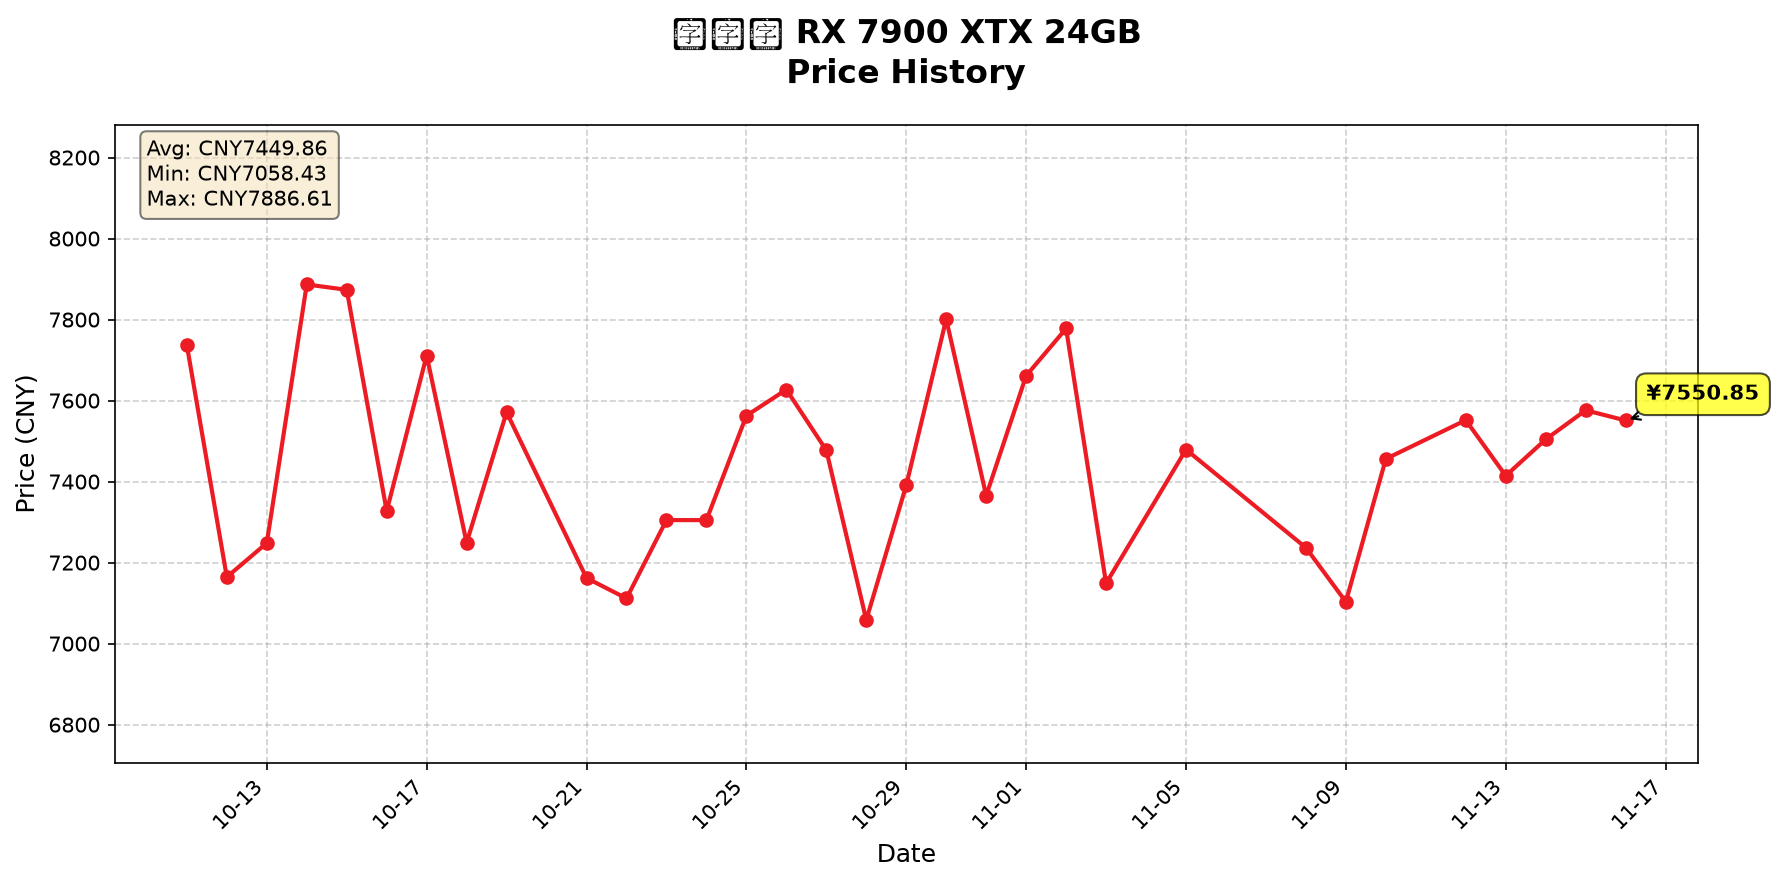 RX 7900 XTX 24GB
Price History
Avg: CNY7449.86
Min: CNY7058.43
Max: CNY7886.61
8200
8000
7800
7600
7400
7200
7000
6800
Price (CNY)
¥7550.85
10-13
10-17
10-21
10-25
10-29
11-01
11-05
11-09
11-13
11-17
Date